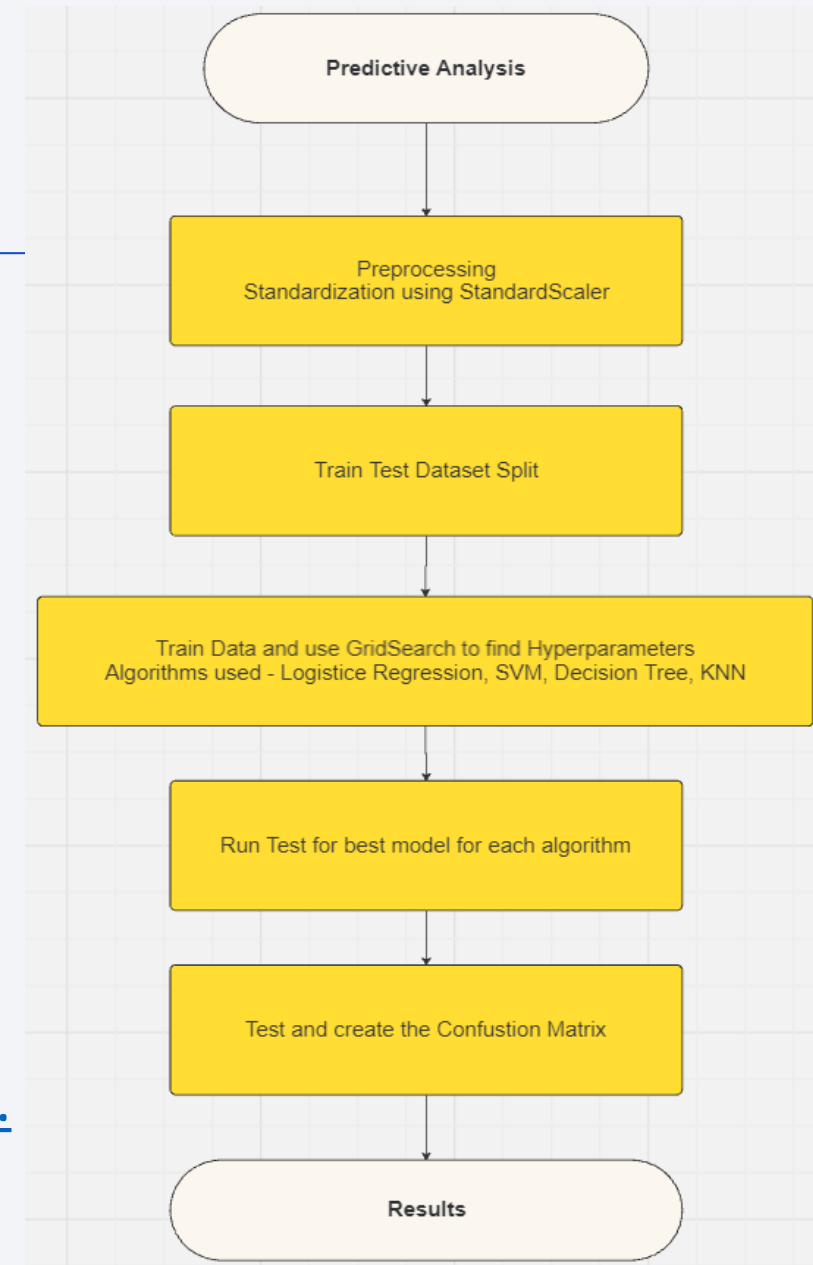 Predictive Analysis
Preprocessing
Standardization using StandardScaler
Train Test Dataset Split
Train Data and use GridSearch to find Hyperparameters
Algorithms used - Logistice Regression, SVM, Decision Tree, KNN
Run Test for best model for each algorithm
Test and create the Confustion Matrix
.
Results